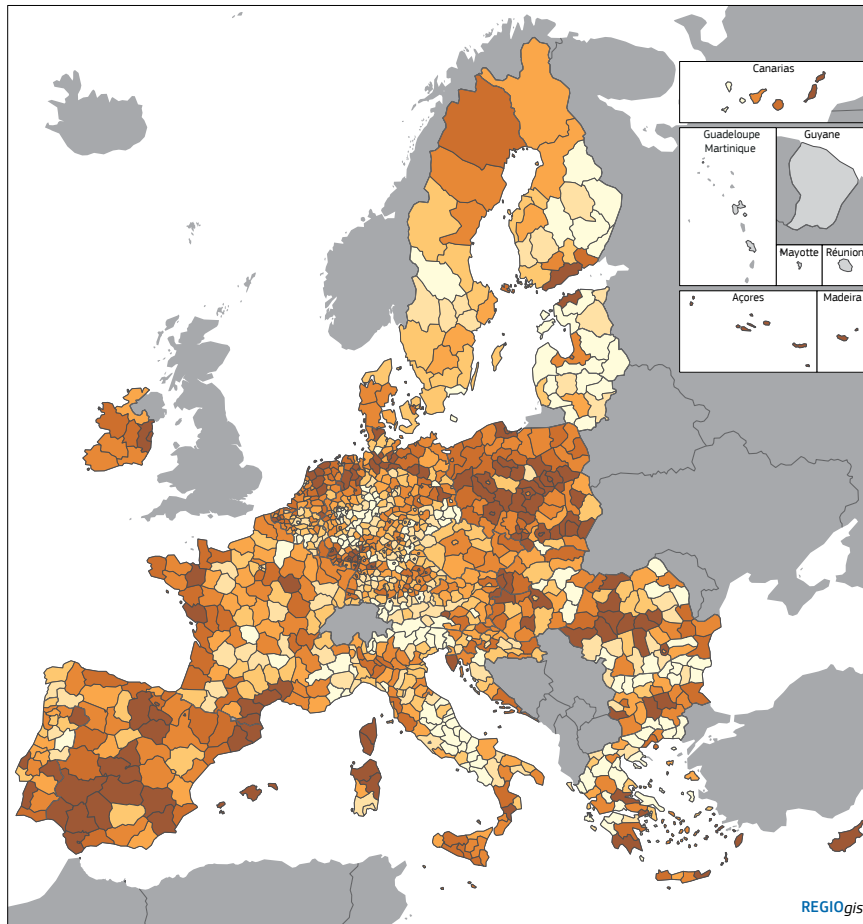 Canarias
Guadeloupe
Martinique
Guyane
Mayotte
Réunion
Açores
Madeira
REGIOgis